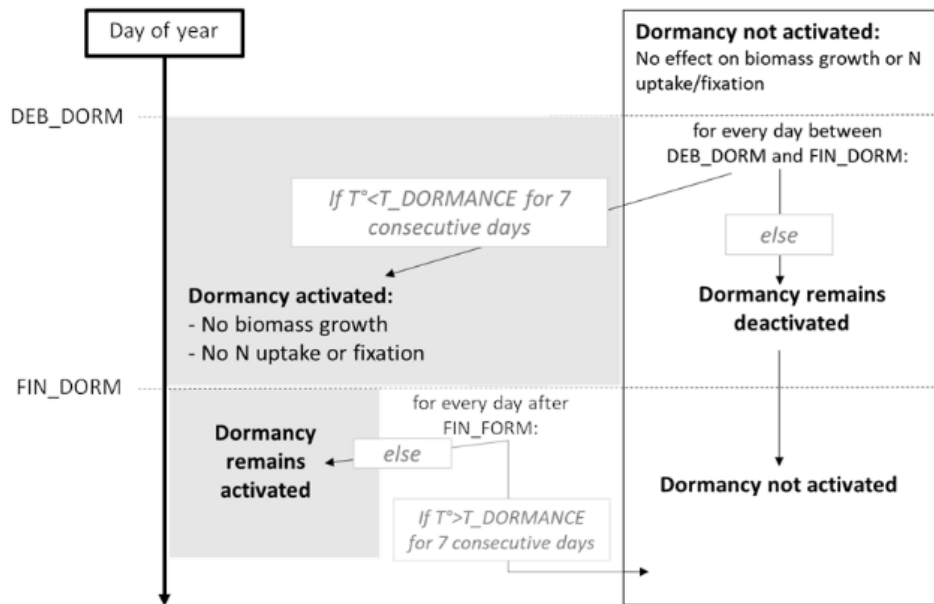 Day of year
Dormancy not activated:
No effect on biomass growth or N
uptake/fixation
DEB_DORM
for every day between
DEB_DORM and FIN_DORM:
If T°<T_DORMANCE for 7
consecutive days
else
Dormancy activated:
- No biomass growth
- No N uptake or fixation
Dormancy remains
deactivated
FIN_DORM
for every day after
FIN_FORM:
Dormancy
remains
activated
else
Dormancy not activated
If T°>T_DORMANCE
for 7 consecutive days